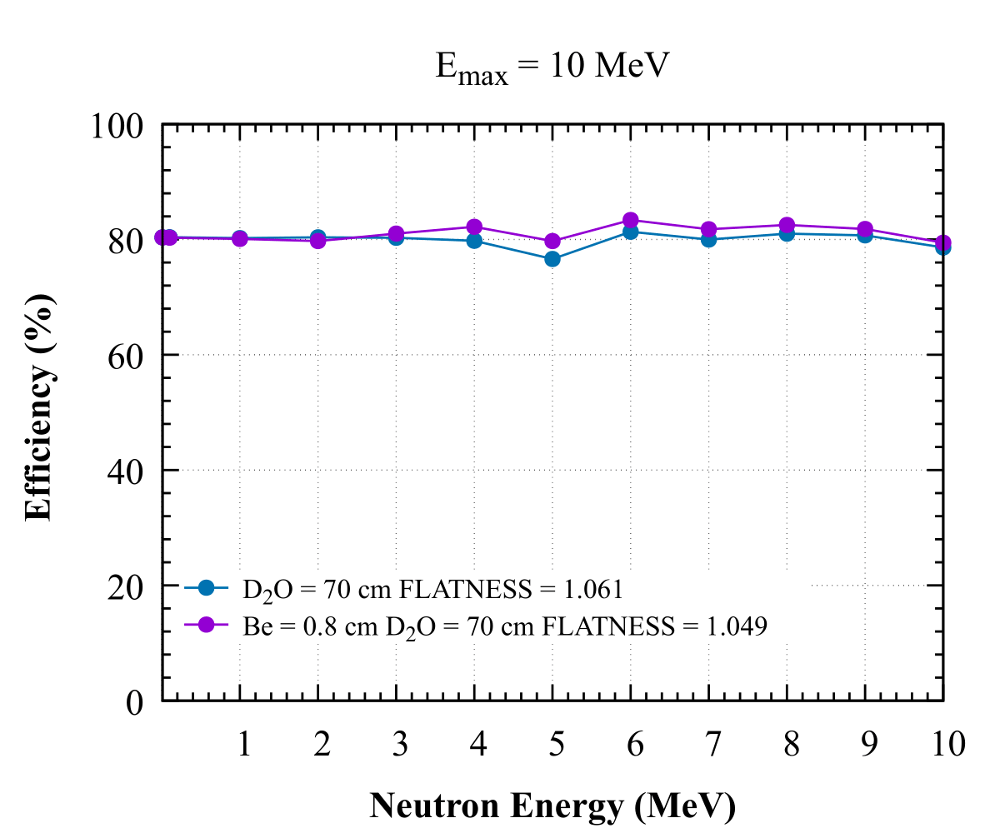 Eₘₐₓ = 10 MeV
100
80
60
40
20
0
Efficiency (%)
D₂O = 70 cm FLATNESS = 1.061
Be = 0.8 cm D₂O = 70 cm FLATNESS = 1.049
1 2 3 4 5 6 7 8 9 10
Neutron Energy (MeV)